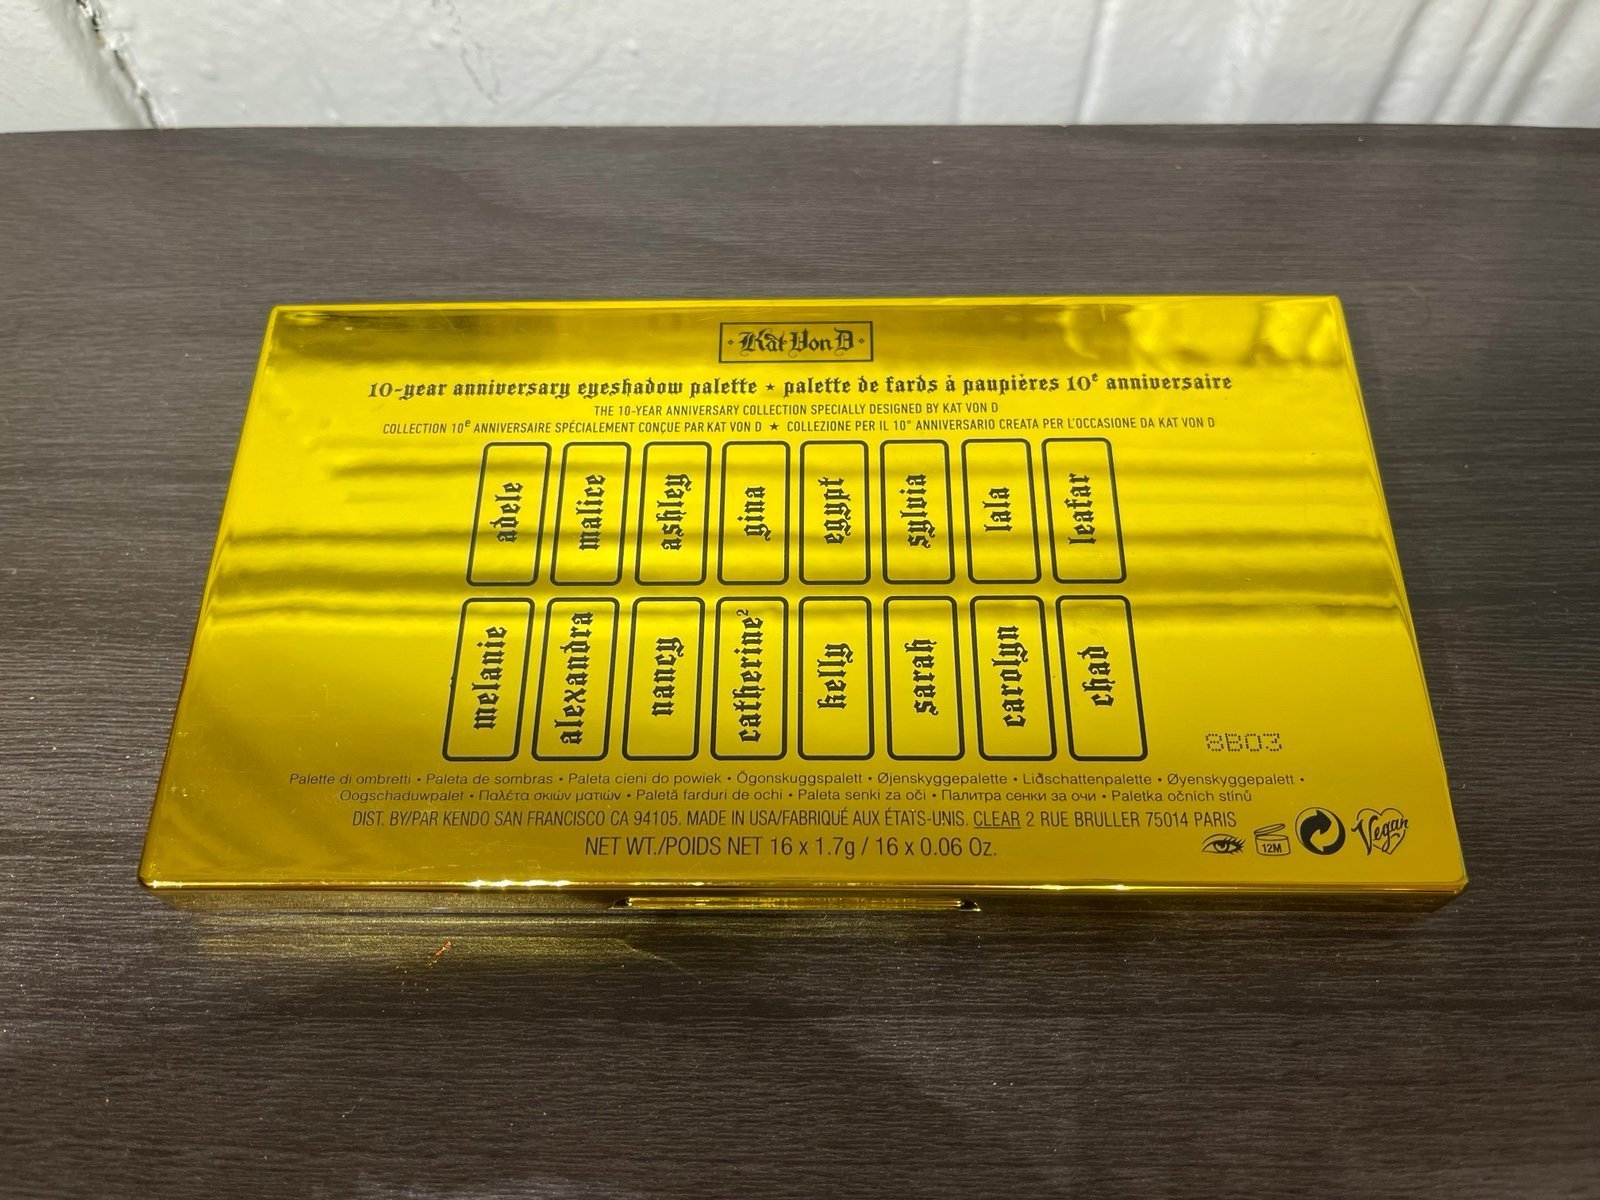 Kat Von D
10-year anniversary eyeshadow palette ★ palette de fards à paupières 10e anniversaire
THE 10-YEAR ANNIVERSARY COLLECTION SPECIALLY DESIGNED BY KAT VON D
COLLECTION 10e ANNIVERSAIRE SPÉCIALEMENT CONÇUE PAR KAT VON D ★ COLLEZIONE PER IL 10° ANNIVERSARIO CREATA PER L'OCCASIONE DA KAT VON D
adele
malice
ashley
gina
egypt
sylvia
lala
leafar
melanie
alexandra
nancy
catherine²
kelly
sarah
carolyn
chad
8B03
Palette di ombretti • Paleta de sombras • Paleta cieni do powiek • Ögonskuggspalett • Øjenskyggepalette • Lidschattenpalette • Øyenskyggepalett •
Oogschaduwpalet • Παλέτα σκιών ματιών • Paletă farduri de ochi • Paleta senki za oči • Палитра сенки за очи • Paletka očních stínů
DIST. BY/PAR KENDO SAN FRANCISCO CA 94105. MADE IN USA/FABRIQUÉ AUX ÉTATS-UNIS. CLEAR 2 RUE BRULLER 75014 PARIS
NET WT./POIDS NET 16 x 1.7g / 16 x 0.06 Oz.
12M
Vegan